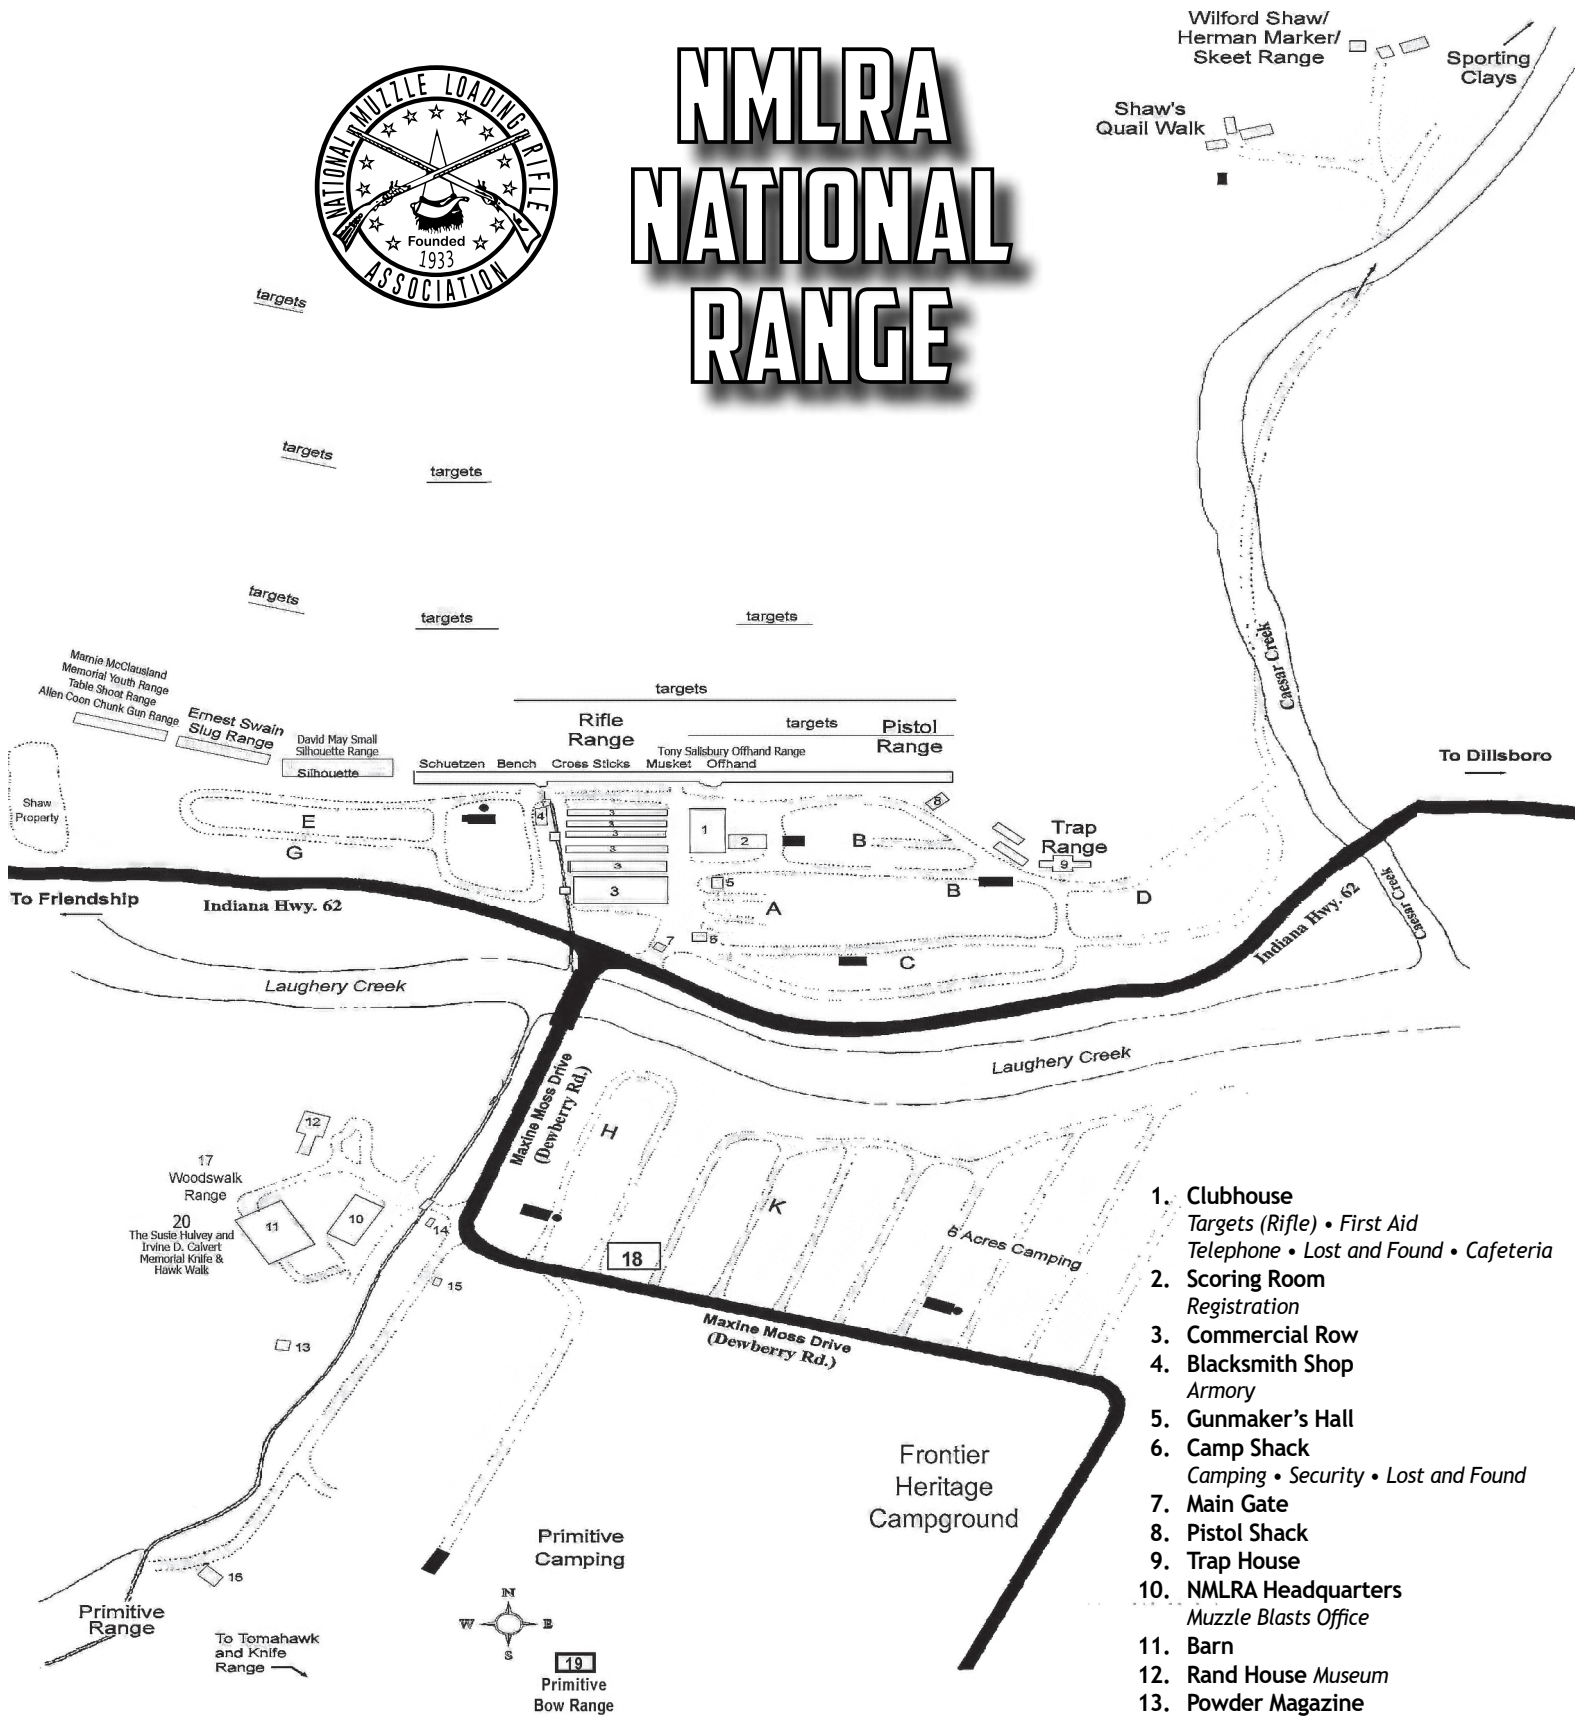 Wilford Shaw/
Herman Marker/
Skeet Range
Sporting
Clays
Shaw's
Quail Walk
NATIONAL MUZZLE LOADING RIFLE
ASSOCIATION
Founded
1933
NMLRA
NATIONAL
RANGE
targets
targets
targets
targets
targets
targets
Caesar Creek
Marnie McClausland
Memorial Youth Range
Table Shoot Range
Allen Coon Chunk Gun Range
Ernest Swain
Slug Range
David May Small
Silhouette Range
Silhouette
targets
Rifle
Range
targets
Pistol
Range
Tony Salisbury Offhand Range
Schuetzen Bench Cross Sticks Musket Offhand
To Dillsboro
Shaw
Property
E
G
4
3
3
3
3
3
3
1
2
B
B
8
Trap
Range
9
D
5
A
6
7
C
To Friendship
Indiana Hwy. 62
Indiana Hwy. 62
Caesar Creek
Laughery Creek
Laughery Creek
Maxine Moss Drive
(Dewberry Rd.)
H
K
6 Acres Camping
12
17
Woodswalk
Range
20
The Susie Hulvey and
Irvine D. Calvert
Memorial Knife &
Hawk Walk
11
10
14
15
13
18
Maxine Moss Drive
(Dewberry Rd.)
Frontier
Heritage
Campground
Primitive
Camping
16
Primitive
Range
To Tomahawk
and Knife
Range
N
W E
S
19
Primitive
Bow Range
1. Clubhouse
Targets (Rifle) • First Aid
Telephone • Lost and Found • Cafeteria
2. Scoring Room
Registration
3. Commercial Row
4. Blacksmith Shop
Armory
5. Gunmaker’s Hall
6. Camp Shack
Camping • Security • Lost and Found
7. Main Gate
8. Pistol Shack
9. Trap House
10. NMLRA Headquarters
Muzzle Blasts Office
11. Barn
12. Rand House Museum
13. Powder Magazine